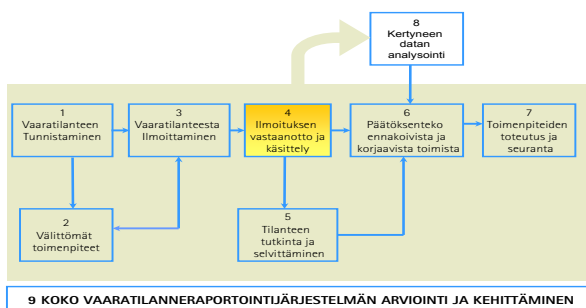 8
Kertyneen
datan
analysointi
1
Vaaratilanteen
Tunnistaminen
3
Vaaratilanteesta
Ilmoittaminen
4
Ilmoituksen
vastaanotto ja
käsittely
6
Päätöksenteko
ennakoivista ja
korjaavista toimista
7
Toimenpiteiden
toteutus ja
seuranta
2
Välittömät
toimenpiteet
5
Tilanteen
tutkinta ja
selvittäminen
9 KOKO VAARATILANNERAPORTOINTIJÄRJESTELMÄN ARVIOINTI JA KEHITTÄMINEN